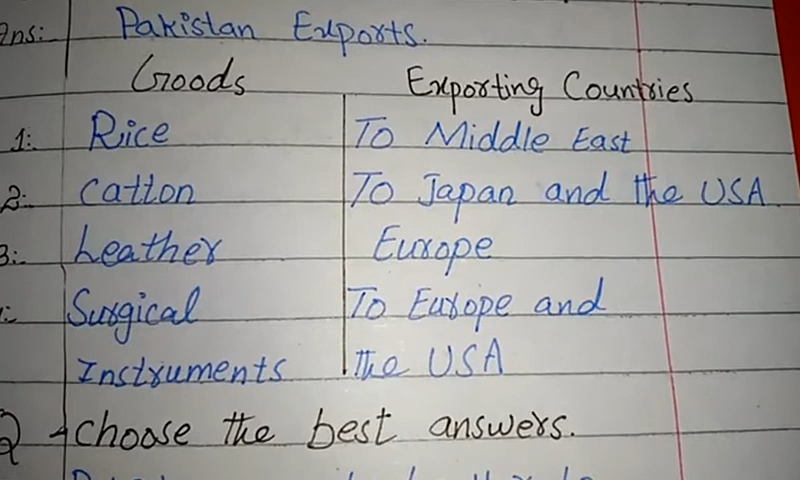 Ans: Pakistan Exports.
Goods Exporting Countries
1: Rice To Middle East
2: Catton To Japan and the USA
3: Leather Europe
Surgical To Europe and
Instruments the USA
Q choose the best answers.